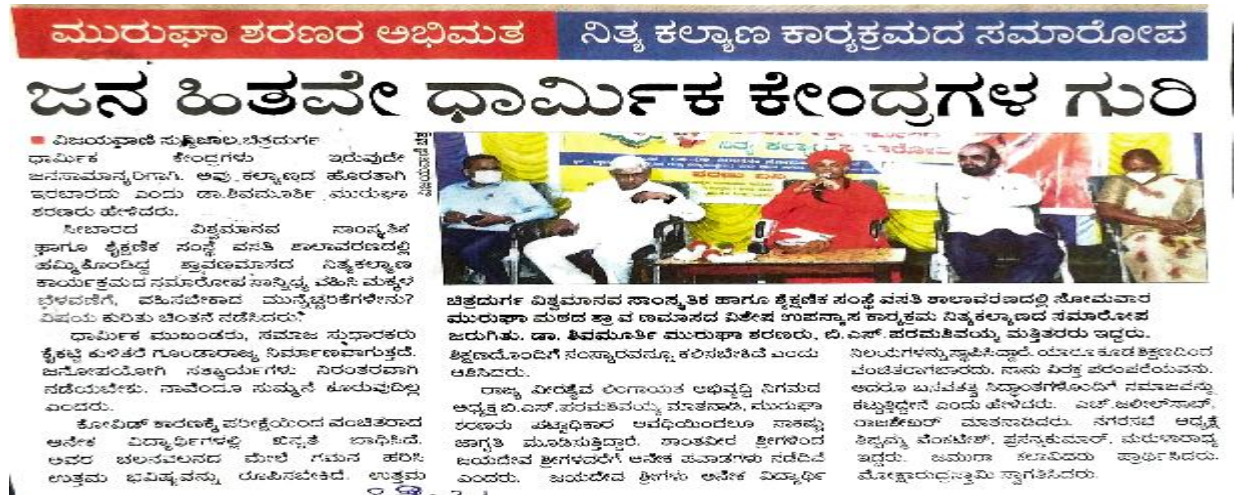 ಮುರುಘಾ ಶರಣರ ಅಭಿಮತ
ನಿತ್ಯ ಕಲ್ಯಾಣ ಕಾರ್‍ಯಕ್ರಮದ ಸಮಾರೋಪ
ಜನ ಹಿತವೇ ಧಾರ್ಮಿಕ ಕೇಂದ್ರಗಳ ಗುರಿ
■ ವಿಜಯವಾಣಿ ಸುದ್ದಿಜಾಲ ಚಿತ್ರದುರ್ಗ
ಧಾರ್ಮಿಕ ಕೇಂದ್ರಗಳು ಇರುವುದೇ
ಜನಸಾಮಾನ್ಯರಿಗಾಗಿ. ಅವು ಕಲ್ಯಾಣದ ಹೊರತಾಗಿ
ಇರಬಾರದು ಎಂದು ಡಾ.ಶಿವಮೂರ್ತಿ ಮುರುಘಾ
ಶರಣರು ಹೇಳಿದರು.
ಸೀಬಾರದ ವಿಶ್ವಮಾನವ ಸಾಂಸ್ಕೃತಿಕ
ಹಾಗೂ ಶೈಕ್ಷಣಿಕ ಸಂಸ್ಥೆ ವಸತಿ ಶಾಲಾವರಣದಲ್ಲಿ
ಹಮ್ಮಿಕೊಂಡಿದ್ದ ಶ್ರಾವಣಮಾಸದ ನಿತ್ಯಕಲ್ಯಾಣ
ಕಾರ್ಯಕ್ರಮದ ಸಮಾರೋಪ ಸಾನ್ನಿಧ್ಯ ವಹಿಸಿ ಮಕ್ಕಳ
ಬೆಳವಣಿಗೆ, ವಹಿಸಬೇಕಾದ ಮುನ್ನೆಚ್ಚರಿಕೆಗಳೇನು?
ವಿಷಯ ಕುರಿತು ಚಿಂತನೆ ನಡೆಸಿದರು.
ಧಾರ್ಮಿಕ ಮುಖಂಡರು, ಸಮಾಜ ಸುಧಾರಕರು
ಕೈಕಟ್ಟಿ ಕುಳಿತರೆ ಗೂಂಡಾರಾಜ್ಯ ನಿರ್ಮಾಣವಾಗುತ್ತದೆ.
ಜನೋಪಯೋಗಿ ಸತ್ಕಾರ್ಯಗಳು ನಿರಂತರವಾಗಿ
ನಡೆಯಬೇಕು. ನಾವೆಂದೂ ಸುಮ್ಮನೆ ಕೂರುವುದಿಲ್ಲ
ಎಂದರು.
ಕೋವಿಡ್ ಕಾರಣಕ್ಕೆ ಪರೀಕ್ಷೆಯಿಂದ ವಂಚಿತರಾದ
ಅನೇಕ ವಿದ್ಯಾರ್ಥಿಗಳಲ್ಲಿ ಖಿನ್ನತೆ ಬಾಧಿಸಿದೆ.
ಅವರ ಚಲನವಲನದ ಮೇಲೆ ಗಮನ ಹರಿಸಿ
ಉತ್ತಮ ಭವಿಷ್ಯವನ್ನು ರೂಪಿಸಬೇಕಿದೆ. ಉತ್ತಮ
ನಿತ್ಯ ಕಲ್ಯಾಣ
ಚಿತ್ರದುರ್ಗ ವಿಶ್ವಮಾನವ ಸಾಂಸ್ಕೃತಿಕ ಹಾಗೂ ಶೈಕ್ಷಣಿಕ ಸಂಸ್ಥೆ ವಸತಿ ಶಾಲಾವರಣದಲ್ಲಿ ಸೋಮವಾರ
ಮುರುಘಾ ಮಠದ ಶ್ರಾವಣಮಾಸದ ವಿಶೇಷ ಉಪನ್ಯಾಸ ಕಾರ್ಯಕ್ರಮ ನಿತ್ಯಕಲ್ಯಾಣದ ಸಮಾರೋಪ
ಜರುಗಿತು. ಡಾ. ಶಿವಮೂರ್ತಿ ಮುರುಘಾ ಶರಣರು, ಬಿ.ಎಸ್.ಪರಮಶಿವಯ್ಯ ಮತ್ತಿತರರು ಇದ್ದರು.
ಶಿಕ್ಷಣದೊಂದಿಗೆ ಸಂಸ್ಕಾರವನ್ನೂ ಕಲಿಸಬೇಕಿದೆ ಎಂದು
ಆಶಿಸಿದರು.
ರಾಜ್ಯ ವೀರಶೈವ ಲಿಂಗಾಯತ ಅಭಿವೃದ್ಧಿ ನಿಗಮದ
ಅಧ್ಯಕ್ಷ ಬಿ.ಎಸ್.ಪರಮಶಿವಯ್ಯ ಮಾತನಾಡಿ, ಮುರುಘಾ
ಶರಣರು ಪಟ್ಟಾಧಿಕಾರ ಅವಧಿಯಿಂದಲೂ ಸಾಕಷ್ಟು
ಜಾಗೃತಿ ಮೂಡಿಸುತ್ತಿದ್ದಾರೆ. ಶಾಂತವೀರ ಶ್ರೀಗಳಿಂದ
ಜಯದೇವ ಶ್ರೀಗಳವರೆಗೆ ಅನೇಕ ಪವಾಡಗಳು ನಡೆದಿವೆ
ಎಂದರು. ಜಯದೇವ ಶ್ರೀಗಳು ಅನೇಕ ವಿದ್ಯಾರ್ಥಿ
ನಿಲಯಗಳನ್ನು ಸ್ಥಾಪಿಸಿದ್ದಾರೆ. ಯಾರೂ ಕೂಡ ಶಿಕ್ಷಣದಿಂದ
ವಂಚಿತರಾಗಬಾರದು. ನಾನು ವಿರಕ್ತ ಪರಂಪರೆಯವನು.
ಆದರೂ ಬಸವತತ್ವ ಸಿದ್ಧಾಂತಗಳೊಂದಿಗೆ ಸಮಾಜವನ್ನು
ಕಟ್ಟುತ್ತಿದ್ದೇನೆ ಎಂದು ಹೇಳಿದರು. ಎಚ್.ಜಲೀಲ್‌ಸಾಬ್,
ರಾಜಶೇಖರ್ ಮಾತನಾಡಿದರು. ನಗರಸಭೆ ಅಧ್ಯಕ್ಷೆ
ತಿಪ್ಪಮ್ಮ ವೆಂಕಟೇಶ್, ಪ್ರಸನ್ನಕುಮಾರ್, ಮರುಳಾರಾಧ್ಯ
ಇದ್ದರು. ಜಮುರಾ ಕಲಾವಿದರು ಪ್ರಾರ್ಥಿಸಿದರು.
ಮೋಕ್ಷಾರುದ್ರಸ್ವಾಮಿ ಸ್ವಾಗತಿಸಿದರು.